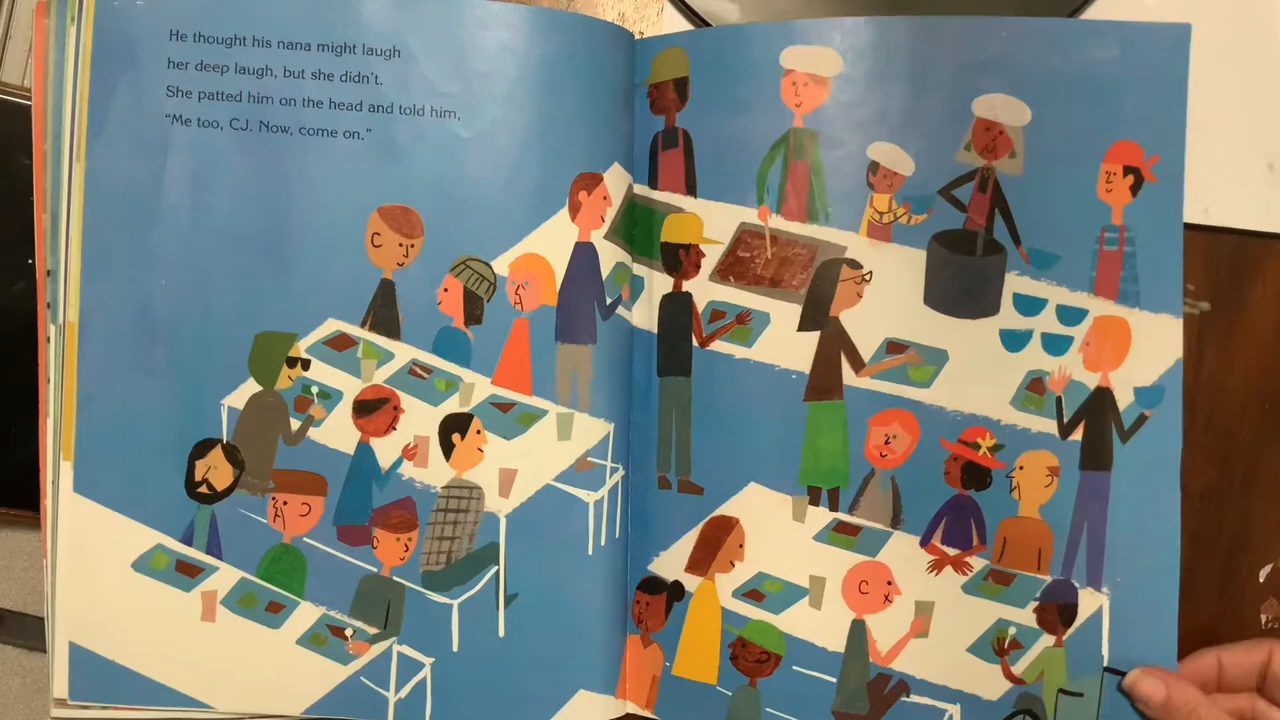 He thought his nana might laugh
her deep laugh, but she didn't.
She patted him on the head and told him,
“Me too, CJ. Now, come on.”